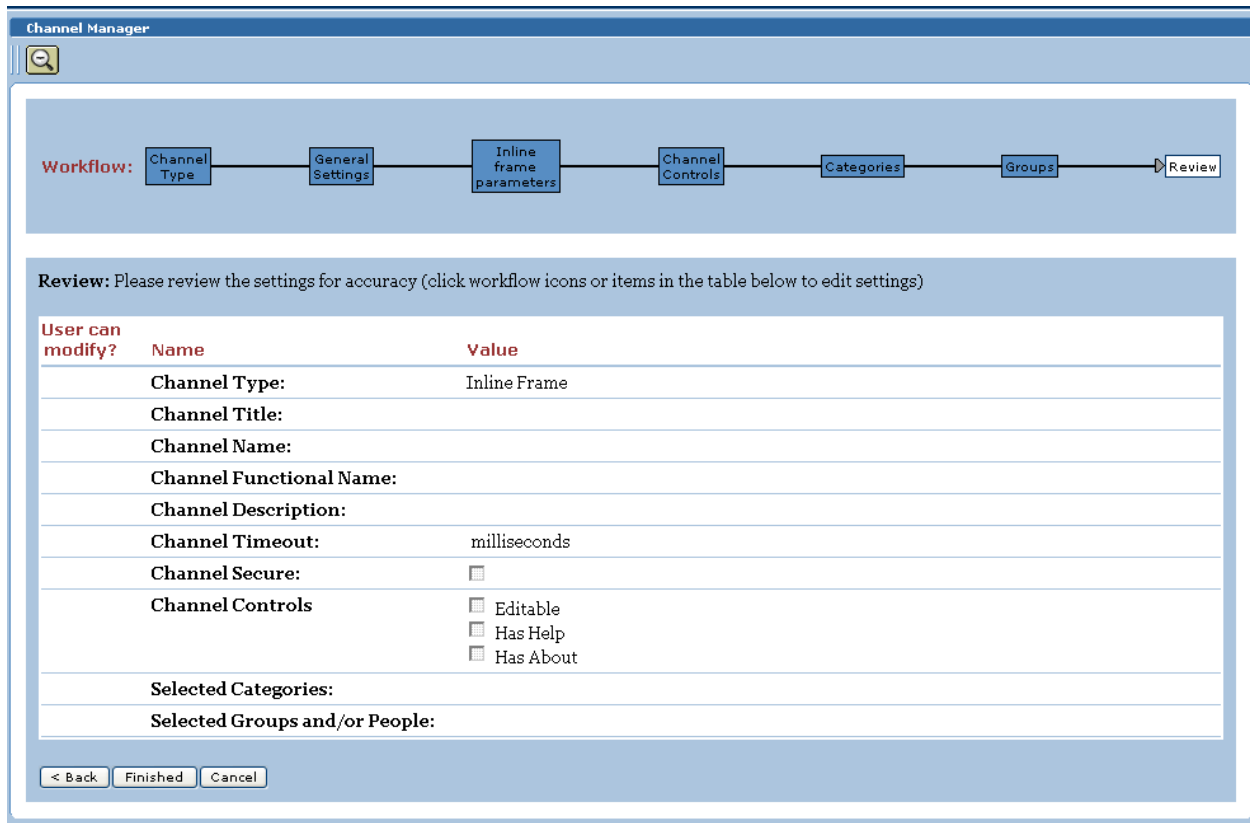 Channel Manager
Workflow:
Channel
Type
General
Settings
Inline
frame
parameters
Channel
Controls
Categories
Groups
Review
Review: Please review the settings for accuracy (click workflow icons or items in the table below to edit settings)
User can
modify? Name Value
Channel Type: Inline Frame
Channel Title:
Channel Name:
Channel Functional Name:
Channel Description:
Channel Timeout: milliseconds
Channel Secure:
Channel Controls Editable
Has Help
Has About
Selected Categories:
Selected Groups and/or People:
< Back Finished Cancel